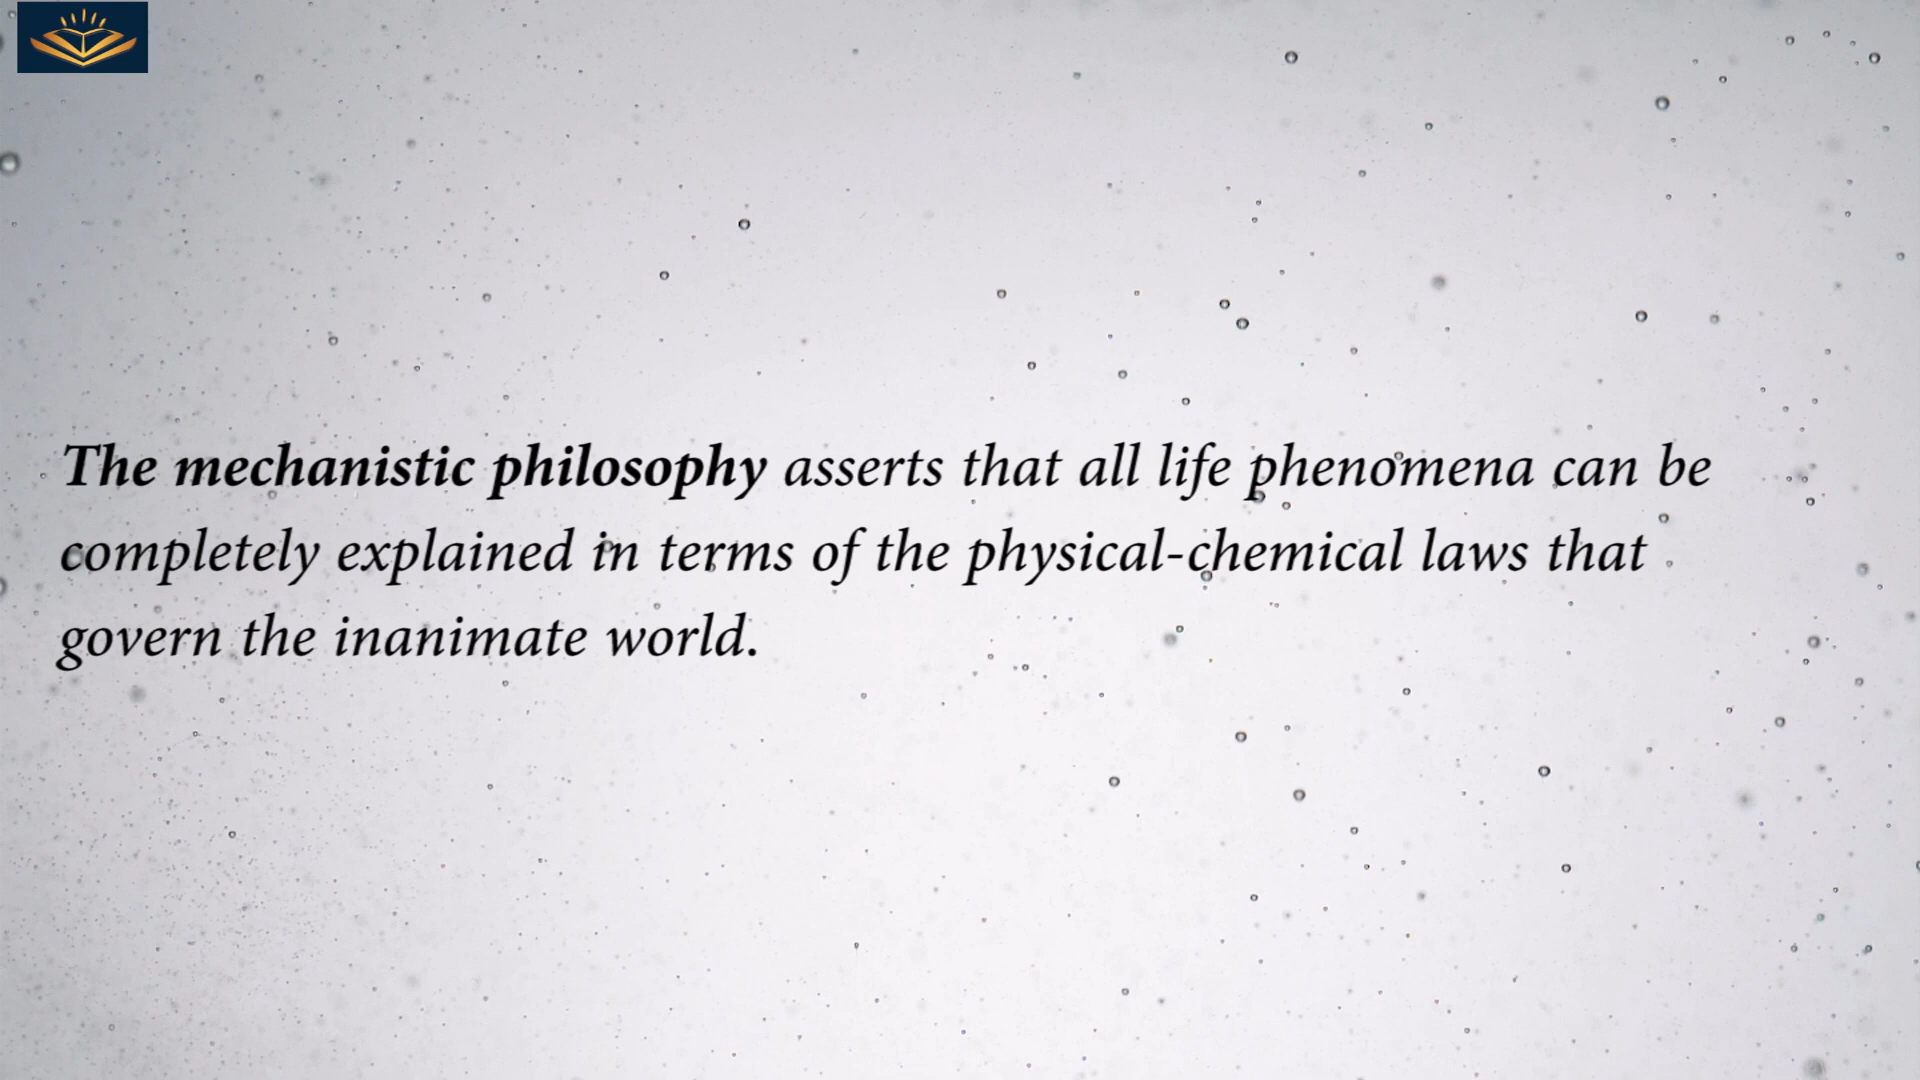 The mechanistic philosophy asserts that all life phenomena can be
completely explained in terms of the physical-chemical laws that
govern the inanimate world.